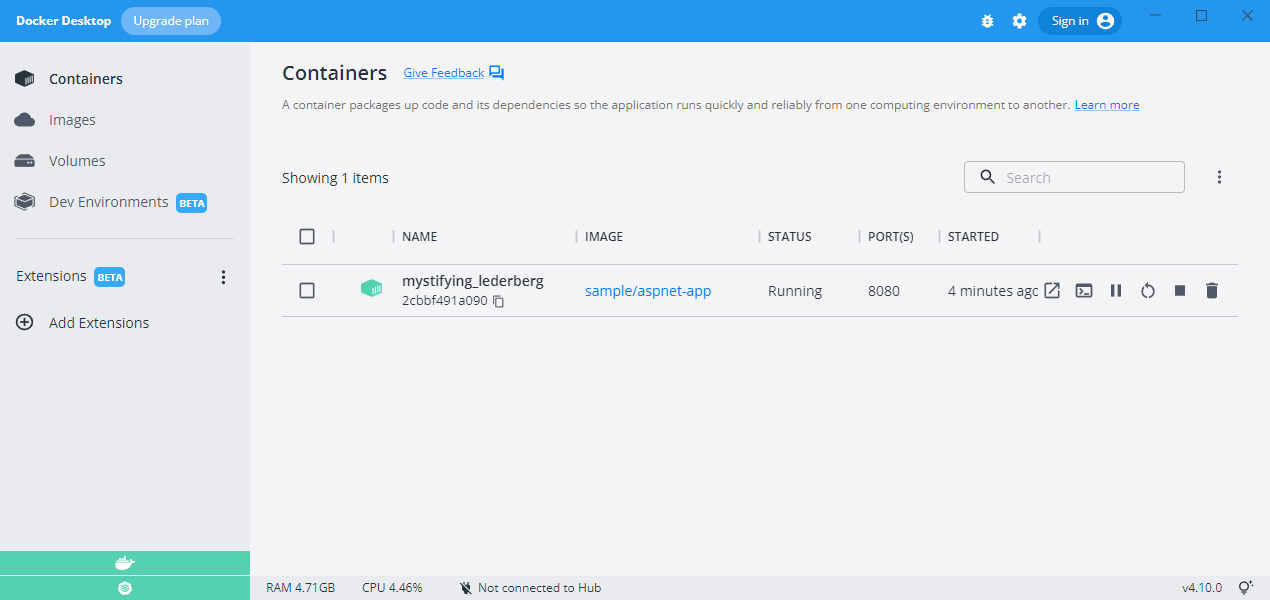 Docker Desktop Upgrade plan Sign in
Containers
Images
Volumes
Dev Environments BETA
Extensions BETA
Add Extensions
Containers Give Feedback
A container packages up code and its dependencies so the application runs quickly and reliably from one computing environment to another. Learn more
Showing 1 items Search
NAME IMAGE STATUS PORT(S) STARTED
mystifying_lederberg
2cbbf491a090
sample/aspnet-app Running 8080 4 minutes agc
RAM 4.71GB CPU 4.46% Not connected to Hub v4.10.0